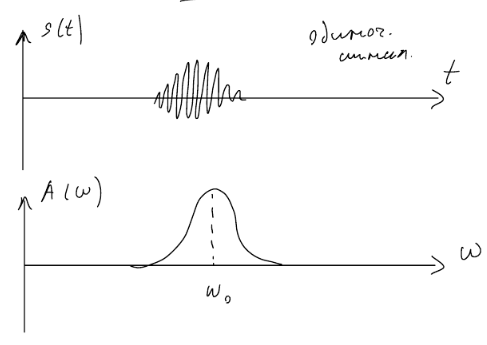 s(t)
одиноч.
сигнал.
t
A(ω)
ω
ω₀